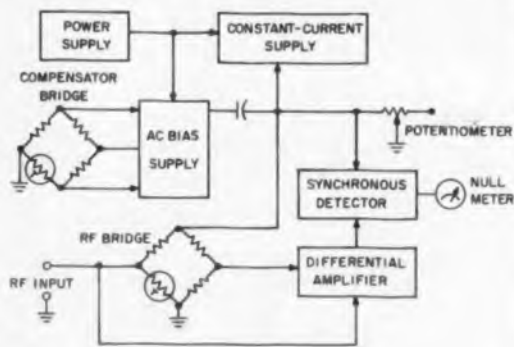 POWER
SUPPLY
CONSTANT-CURRENT
SUPPLY
COMPENSATOR
BRIDGE
AC BIAS
SUPPLY
POTENTIOMETER
SYNCHRONOUS
DETECTOR
NULL
METER
RF BRIDGE
RF INPUT
DIFFERENTIAL
AMPLIFIER